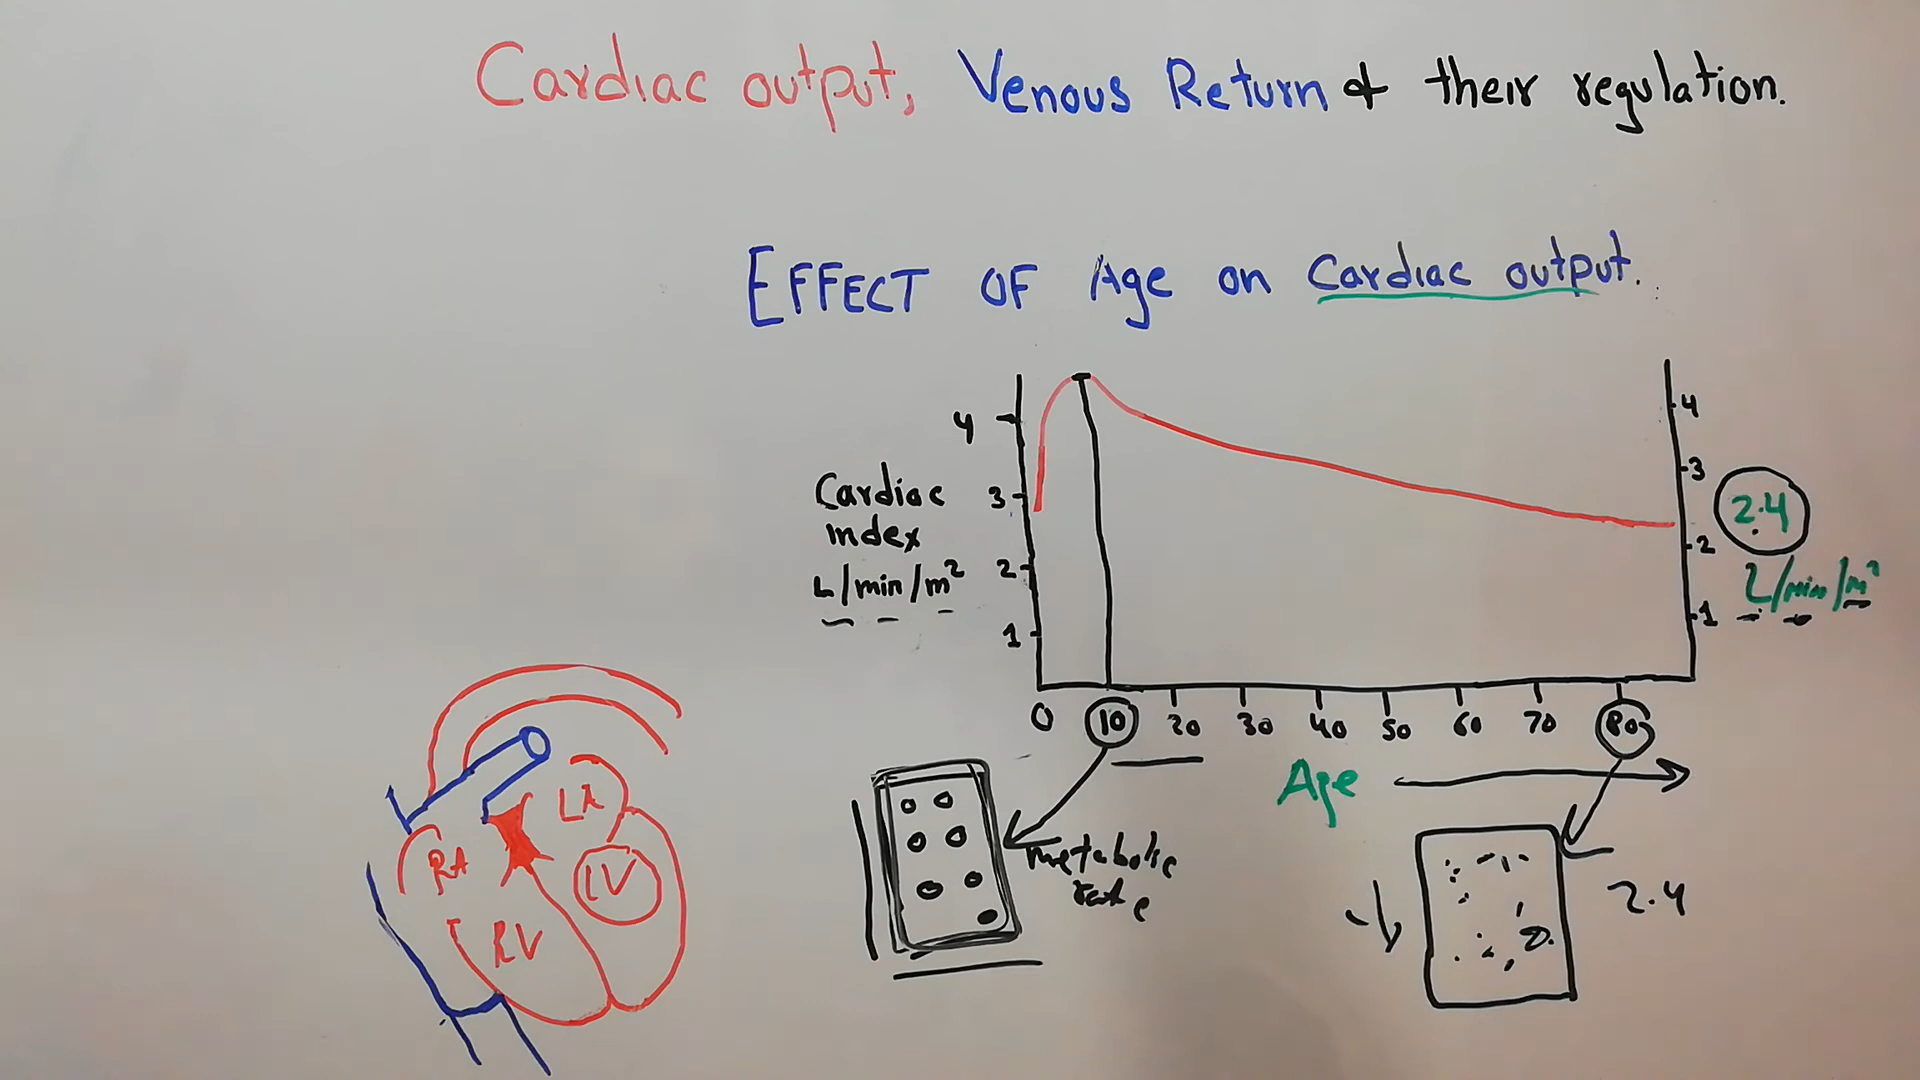 Cardiac output, Venous Return & their regulation.
EFFECT OF Age on Cardiac output.
4
3
2
1
Cardiac
index
L/min/m²
4
3
2
1
2.4
L/min/m²
0 10 20 30 40 50 60 70 80
Age
metabolic
rate
2.4
LA
RA
LV
RV